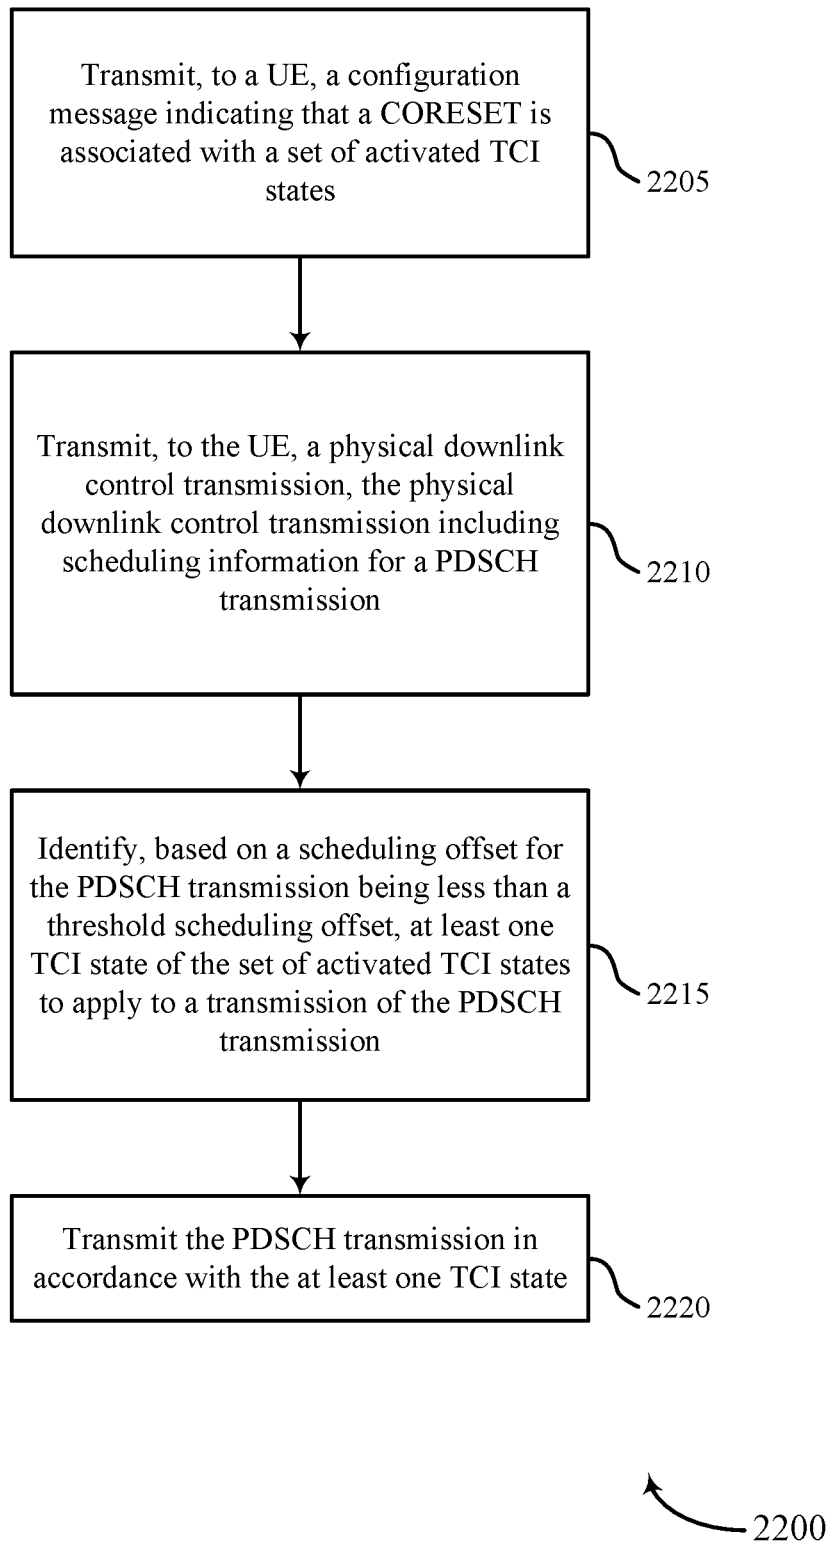 Transmit, to a UE, a configuration
message indicating that a CORESET is
associated with a set of activated TCI
states
2205
Transmit, to the UE, a physical downlink
control transmission, the physical
downlink control transmission including
scheduling information for a PDSCH
transmission
2210
Identify, based on a scheduling offset for
the PDSCH transmission being less than a
threshold scheduling offset, at least one
TCI state of the set of activated TCI states
to apply to a transmission of the PDSCH
transmission
2215
Transmit the PDSCH transmission in
accordance with the at least one TCI state
2220
2200